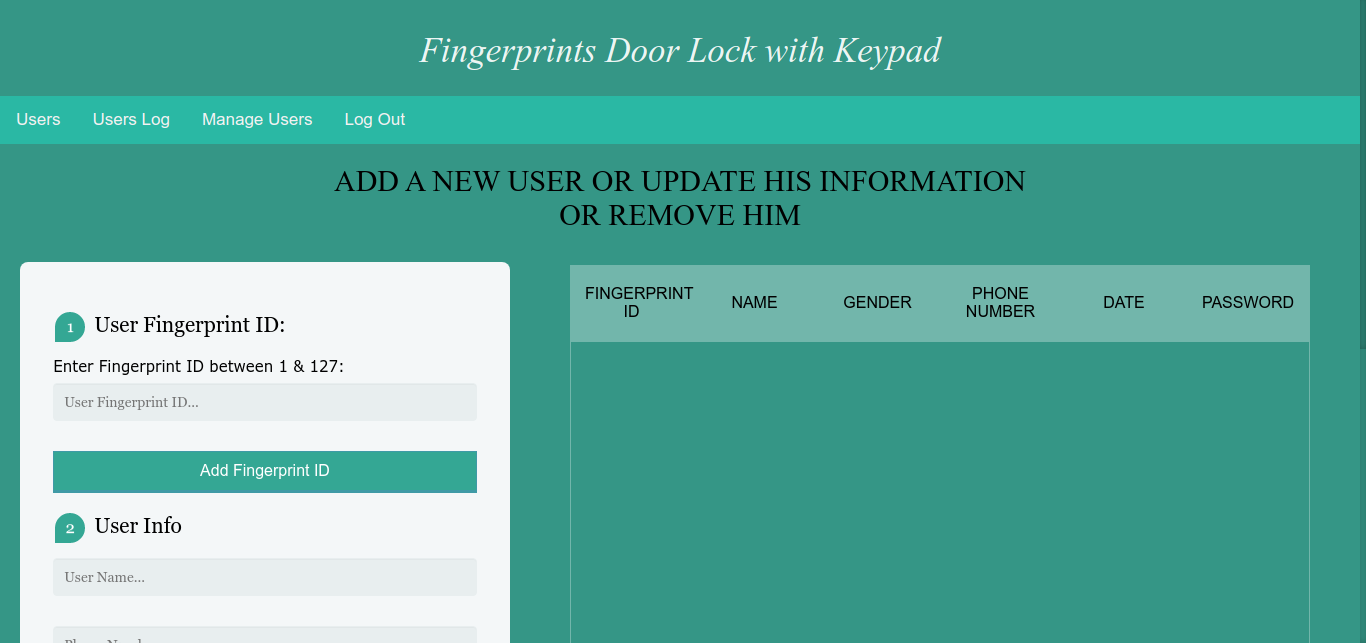 Fingerprints Door Lock with Keypad
Users Users Log Manage Users Log Out
ADD A NEW USER OR UPDATE HIS INFORMATION
OR REMOVE HIM
1 User Fingerprint ID:
Enter Fingerprint ID between 1 & 127:
User Fingerprint ID...
Add Fingerprint ID
2 User Info
User Name...
FINGERPRINT ID NAME GENDER PHONE NUMBER DATE PASSWORD